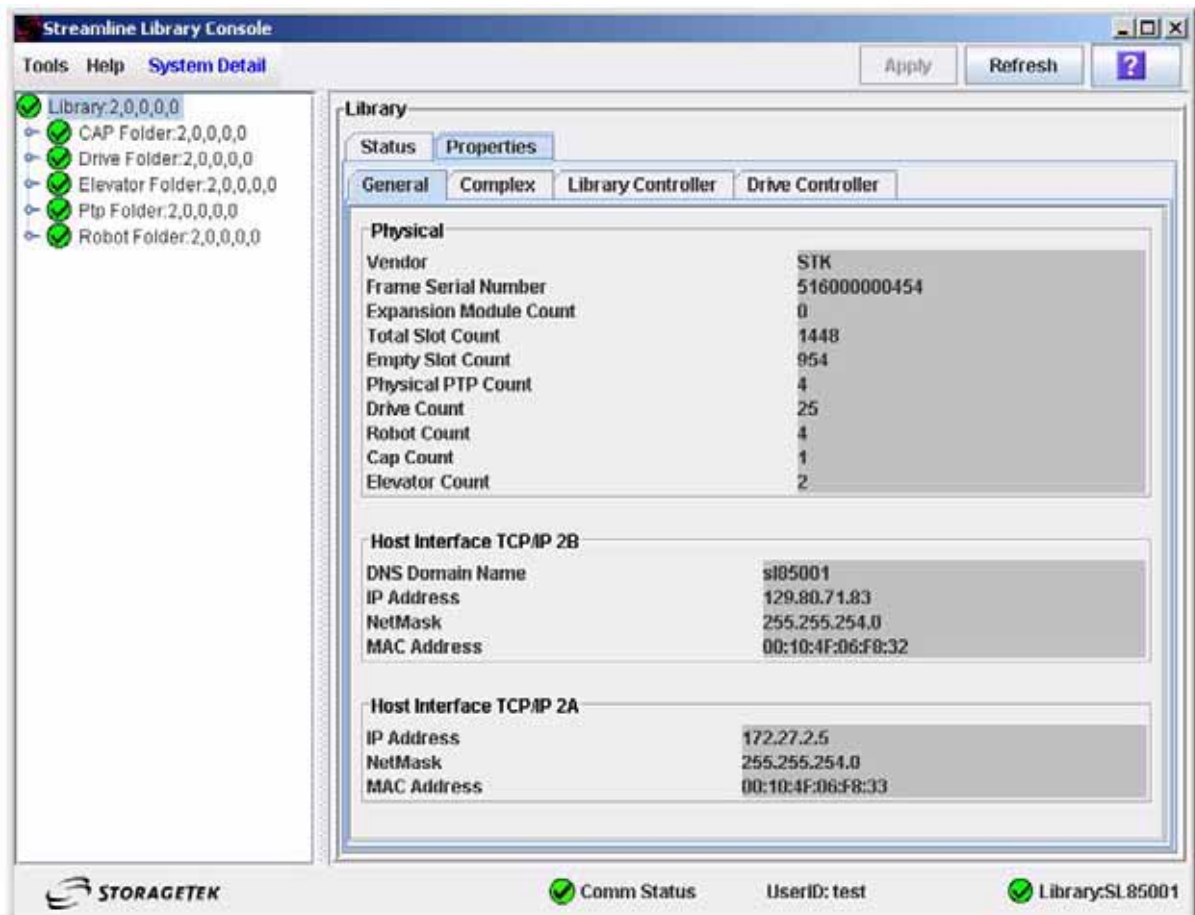 Streamline Library Console
Tools Help System Detail Apply Refresh ?
Library:2,0,0,0,0
CAP Folder:2,0,0,0,0
Drive Folder:2,0,0,0,0
Elevator Folder:2,0,0,0,0
Ptp Folder:2,0,0,0,0
Robot Folder:2,0,0,0,0
Library
Status Properties
General Complex Library Controller Drive Controller
Physical
Vendor STK
Frame Serial Number 516000000454
Expansion Module Count 0
Total Slot Count 1448
Empty Slot Count 954
Physical PTP Count 4
Drive Count 25
Robot Count 4
Cap Count 1
Elevator Count 2
Host Interface TCP/IP 2B
DNS Domain Name sl85001
IP Address 129.80.71.83
NetMask 255.255.254.0
MAC Address 00:10:4F:06:F8:32
Host Interface TCP/IP 2A
IP Address 172.27.2.5
NetMask 255.255.254.0
MAC Address 00:10:4F:06:F8:33
STORAGETEK Comm Status UserID: test Library:SL85001